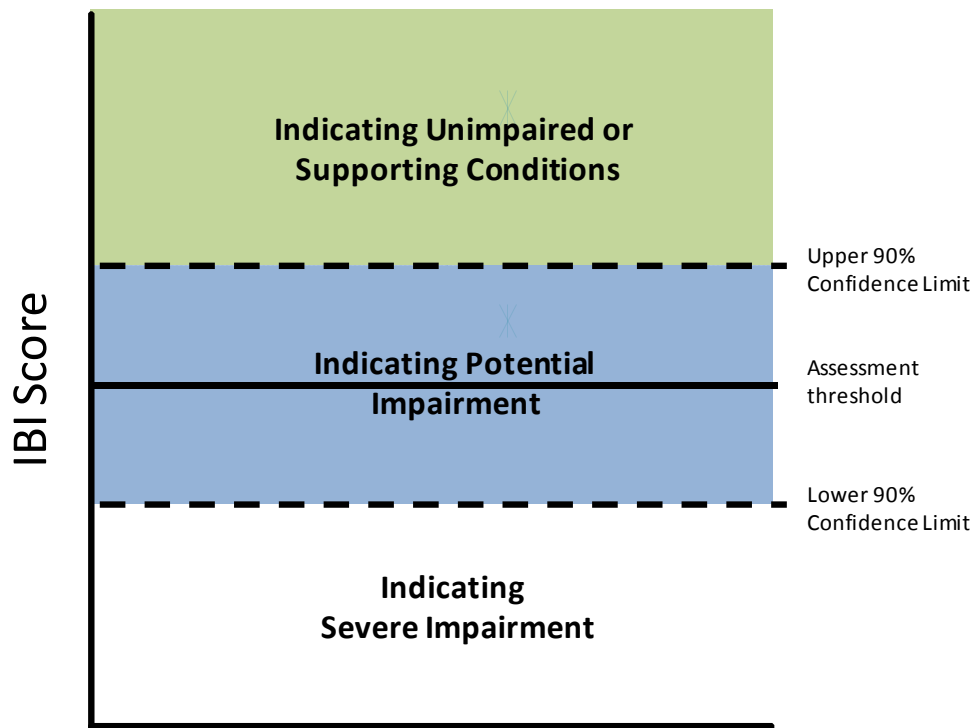 Indicating Unimpaired or
Supporting Conditions
Upper 90%
Confidence Limit
IBI Score
Indicating Potential
Impairment
Assessment
threshold
Lower 90%
Confidence Limit
Indicating
Severe Impairment